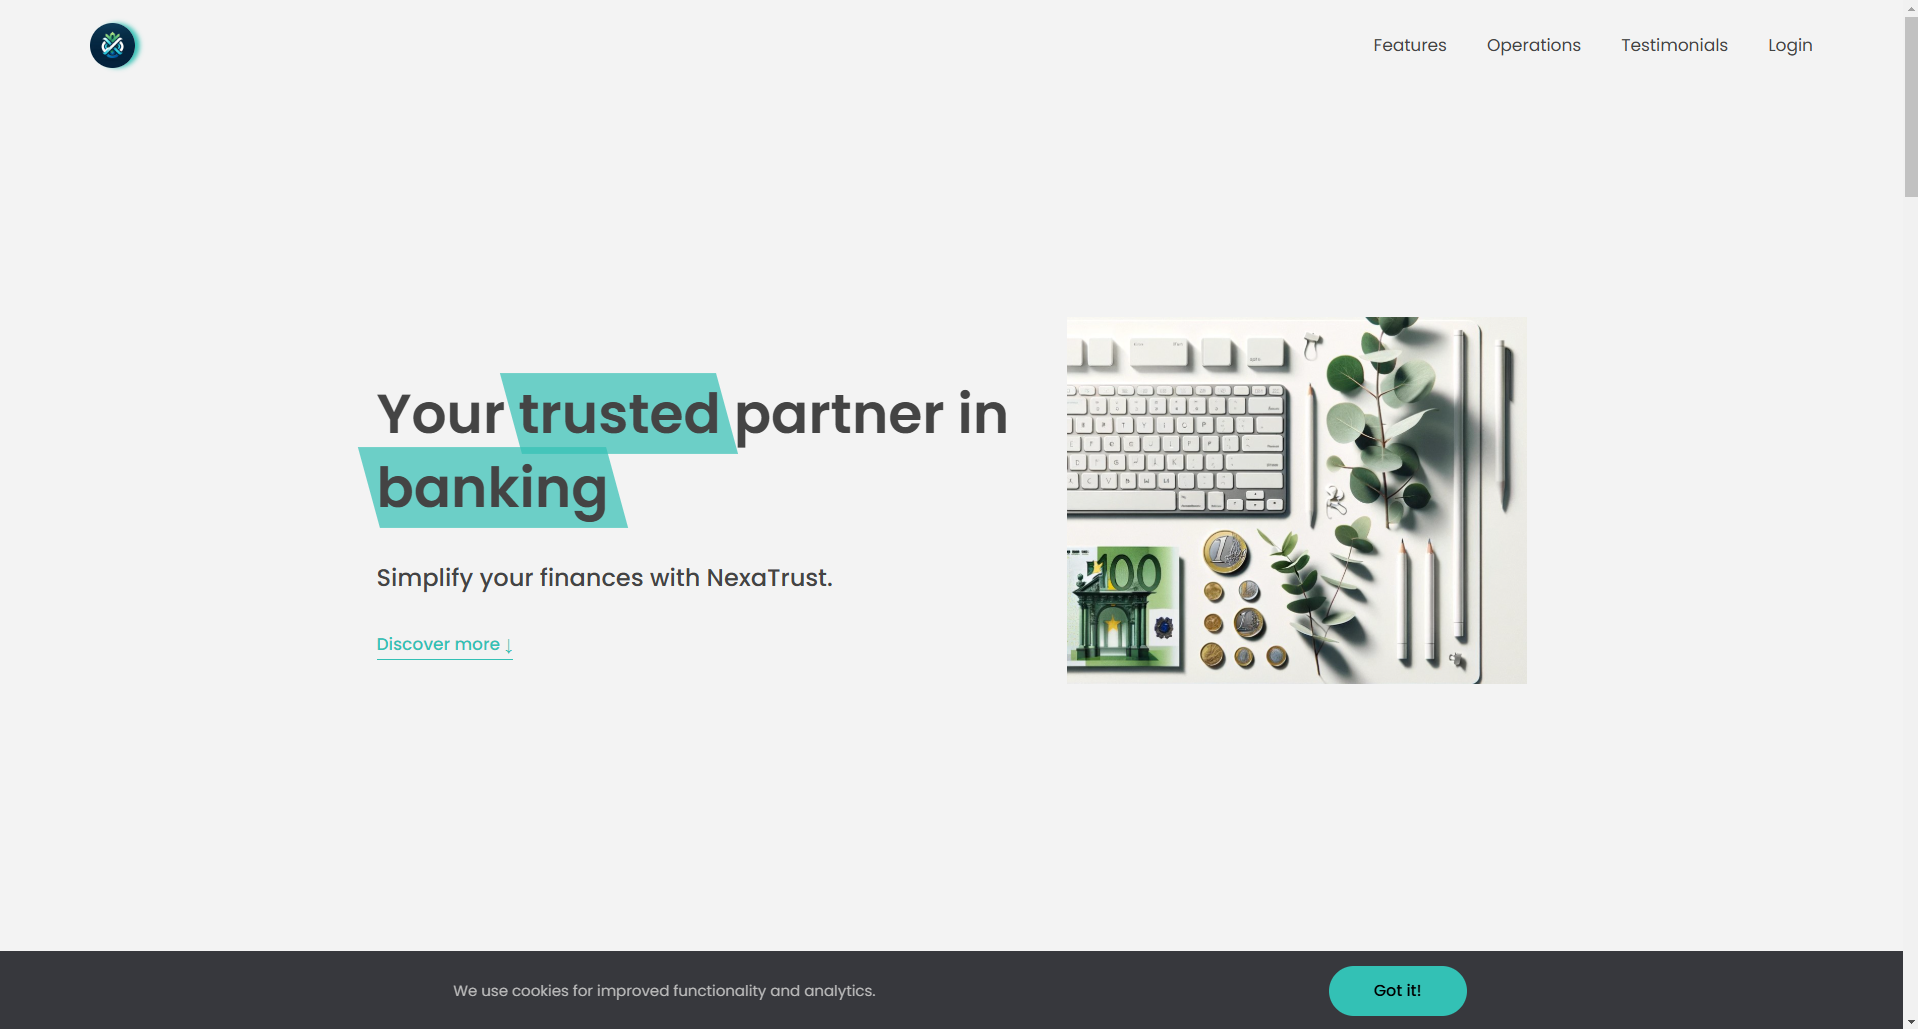 Features Operations Testimonials Login
Your trusted partner in
banking
Simplify your finances with NexaTrust.
Discover more ↓
100
We use cookies for improved functionality and analytics.
Got it!